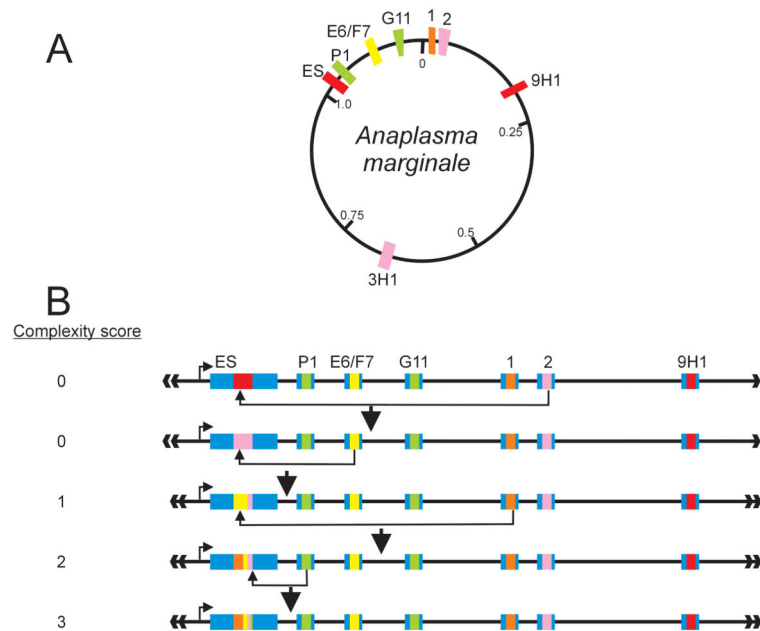 A
E6/F7
G11
1
2
P1
ES
9H1
0
1.0
0.25
Anaplasma
marginale
0.75
0.5
3H1
B
Complexity score
ES
P1
E6/F7
G11
1
2
9H1
0
0
1
2
3